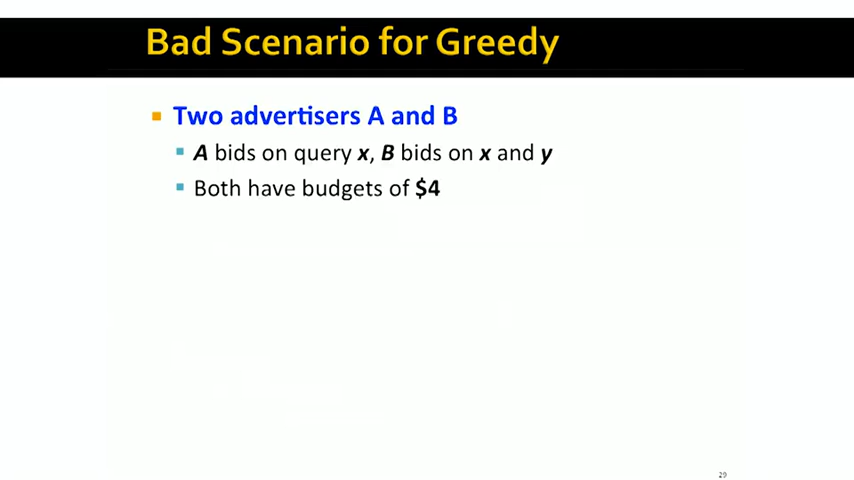 Bad Scenario for Greedy
Two advertisers A and B
A bids on query x, B bids on x and y
Both have budgets of $4
29